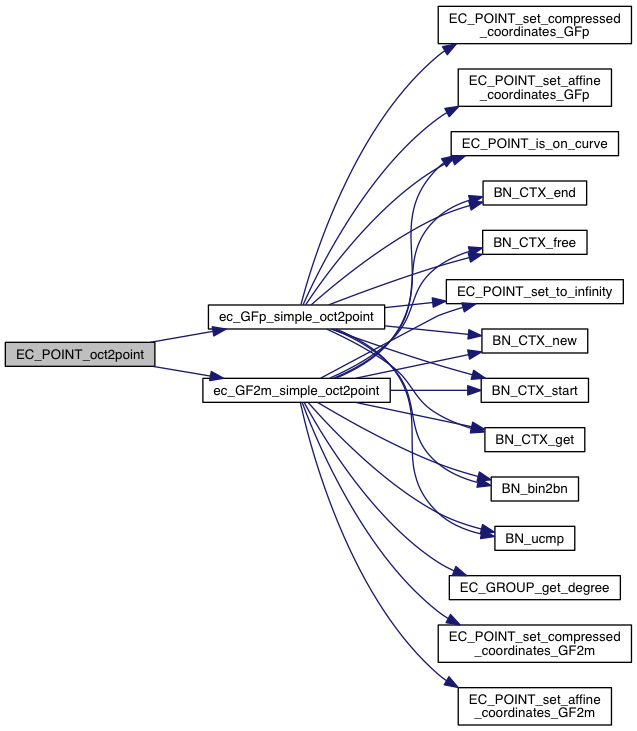 EC_POINT_set_compressed
_coordinates_GFp
EC_POINT_set_affine
_coordinates_GFp
EC_POINT_is_on_curve
BN_CTX_end
BN_CTX_free
EC_POINT_set_to_infinity
ec_GFp_simple_oct2point
BN_CTX_new
EC_POINT_oct2point
ec_GF2m_simple_oct2point
BN_CTX_start
BN_CTX_get
BN_bin2bn
BN_ucmp
EC_GROUP_get_degree
EC_POINT_set_compressed
_coordinates_GF2m
EC_POINT_set_affine
_coordinates_GF2m